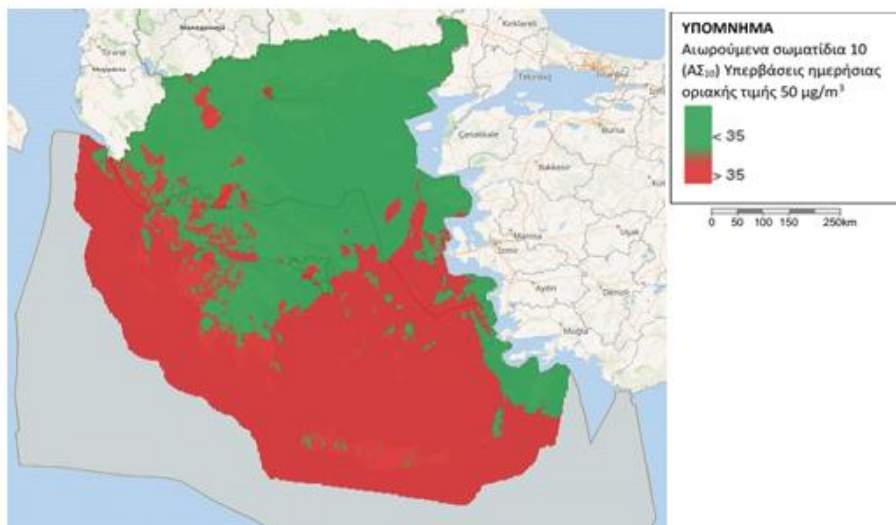 ΥΠΟΜΝΗΜΑ
Αιωρούμενα σωματίδια 10
(ΑΣ₁₀) Υπερβάσεις ημερήσιας
οριακής τιμής 50 μg/m³
< 35
> 35
0 50 100 150 250km
Kırklareli
Tekirdağ
Çanakkale
Bursa
Balıkesir
Manisa
İzmir
Uşak
Aydın
Denizli
Muğla